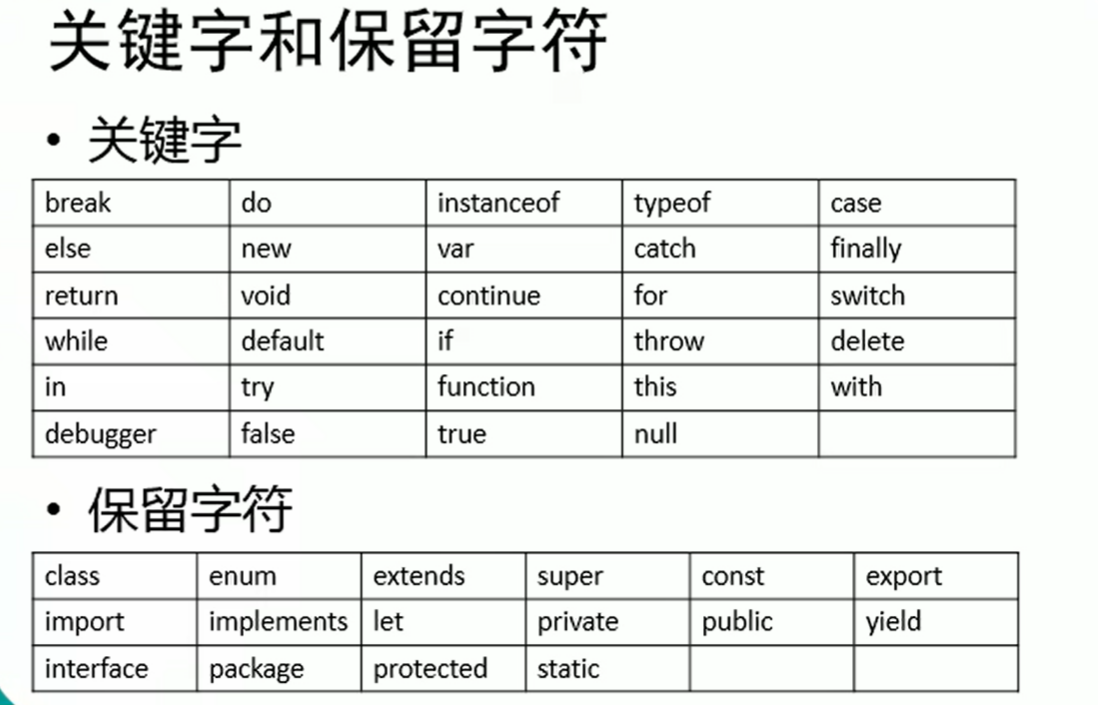 关键字和保留字符
• 关键字
break do instanceof typeof case
else new var catch finally
return void continue for switch
while default if throw delete
in try function this with
debugger false true null
• 保留字符
class enum extends super const export
import implements let private public yield
interface package protected static